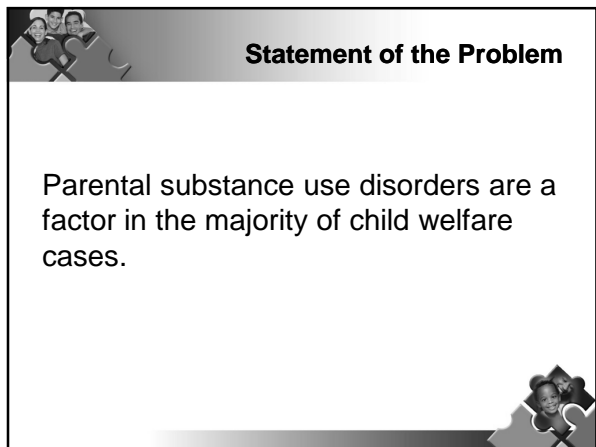 Statement of the Problem
Parental substance use disorders are a
factor in the majority of child welfare
cases.